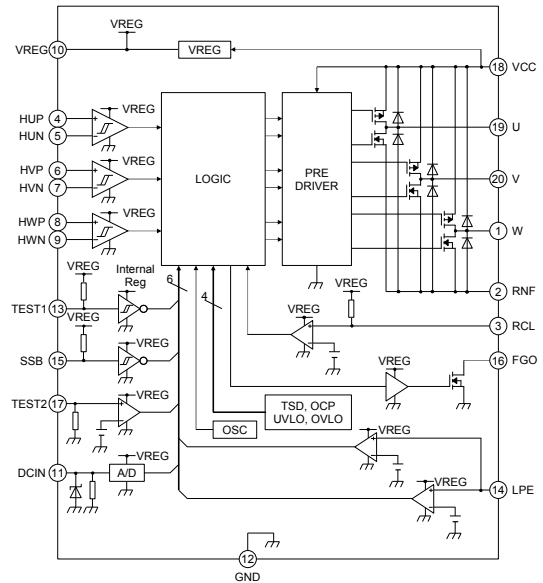 VREG
VREG 10
VREG
18 VCC
HUP 4
HUN 5
VREG
HVP 6
HVN 7
VREG
HWP 8
HWN 9
VREG
LOGIC
PRE
DRIVER
19 U
20 V
1 W
2 RNF
3 RCL
16 FGO
14 LPE
VREG
Internal
Reg
6
4
TEST1 13
VREG
SSB 15
VREG
VREG
VREG
TEST2 17
VREG
TSD, OCP
UVLO, OVLO
OSC
VREG
DCIN 11
VREG
A/D
VREG
12
GND